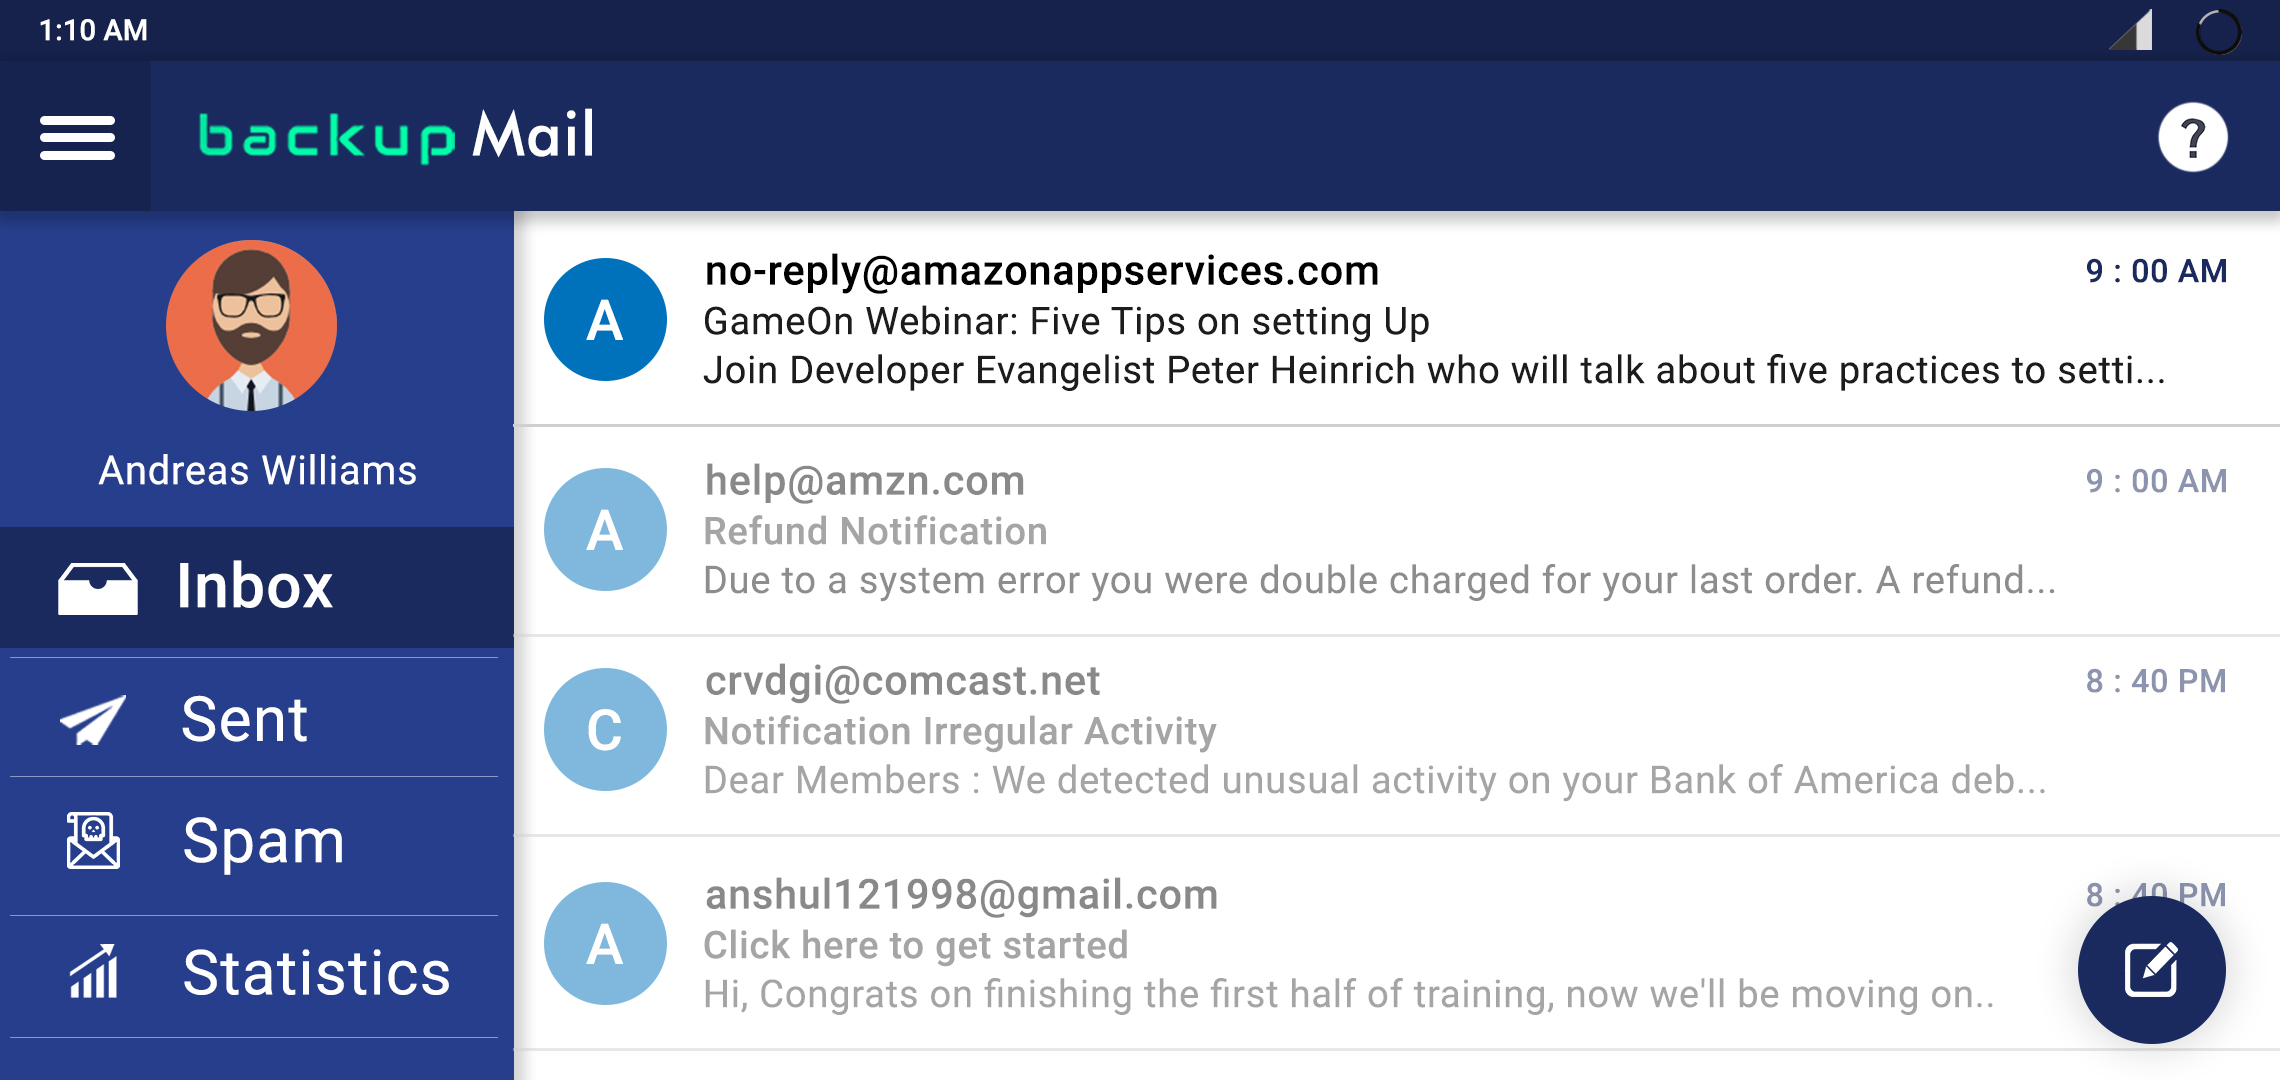 1:10 AM
backup Mail
?
Andreas Williams
Inbox
Sent
Spam
Statistics
A
no-reply@amazonappservices.com
9 : 00 AM
GameOn Webinar: Five Tips on setting Up
Join Developer Evangelist Peter Heinrich who will talk about five practices to setti...
A
help@amzn.com
9 : 00 AM
Refund Notification
Due to a system error you were double charged for your last order. A refund...
C
crvdgi@comcast.net
8 : 40 PM
Notification Irregular Activity
Dear Members : We detected unusual activity on your Bank of America deb...
A
anshul121998@gmail.com
8 : 40 PM
Click here to get started
Hi, Congrats on finishing the first half of training, now we'll be moving on..